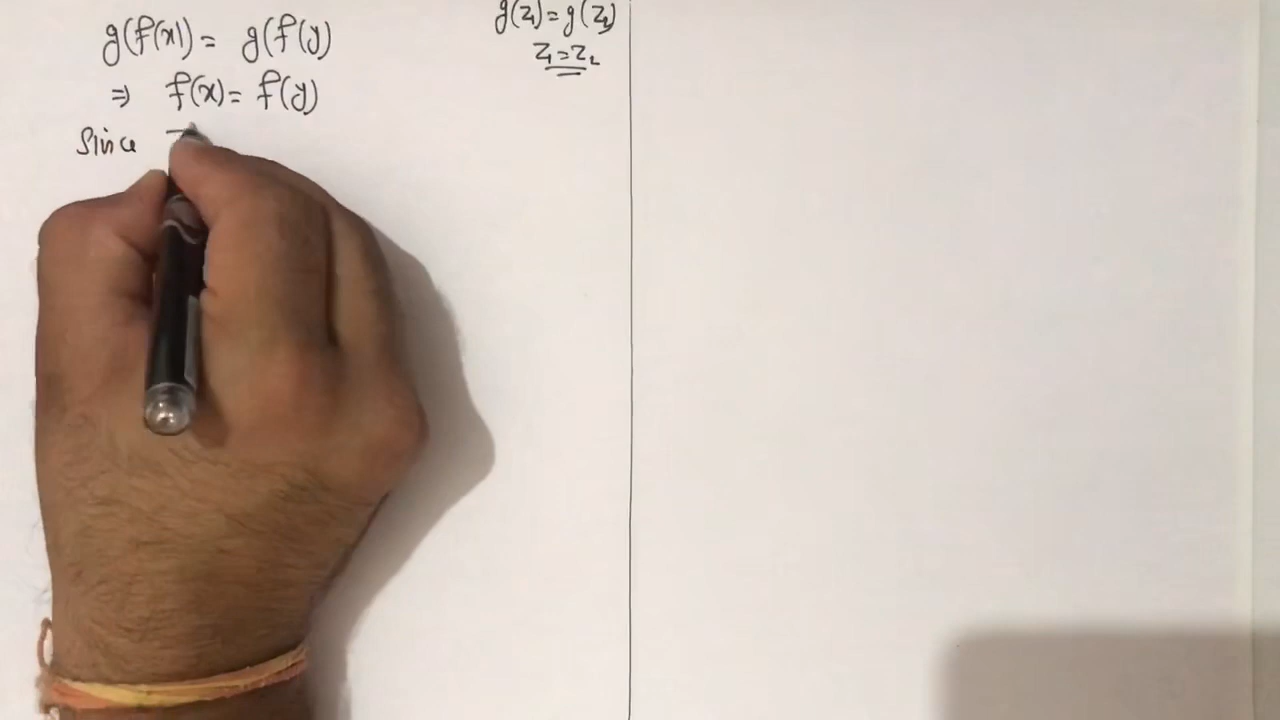 g(f(x)) = g(f(y)
⇒ f(x) = f(y)
Since
g(z₁) = g(z₂)
z₁ = z₂